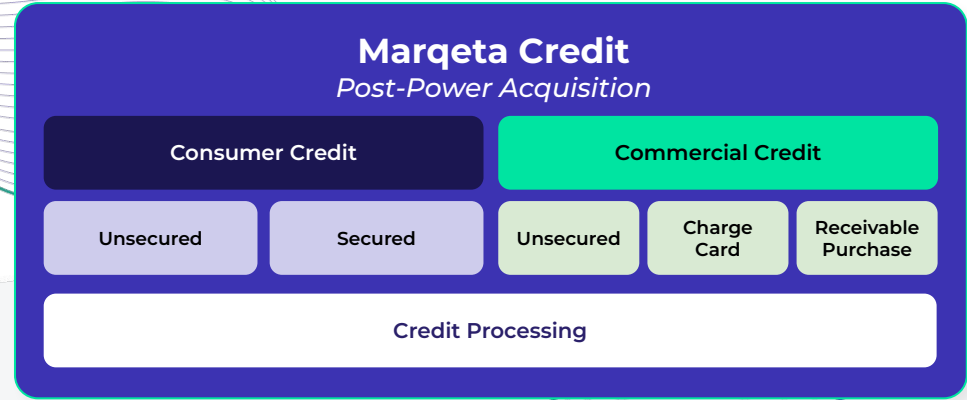 Marqeta Credit
Post-Power Acquisition
Consumer Credit
Commercial Credit
Unsecured
Secured
Unsecured
Charge
Card
Receivable
Purchase
Credit Processing